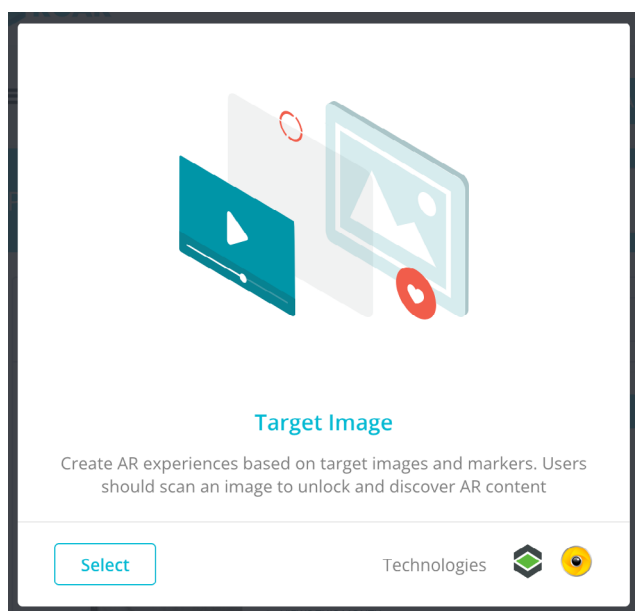 Target Image
Create AR experiences based on target images and markers. Users
should scan an image to unlock and discover AR content
Select
Technologies